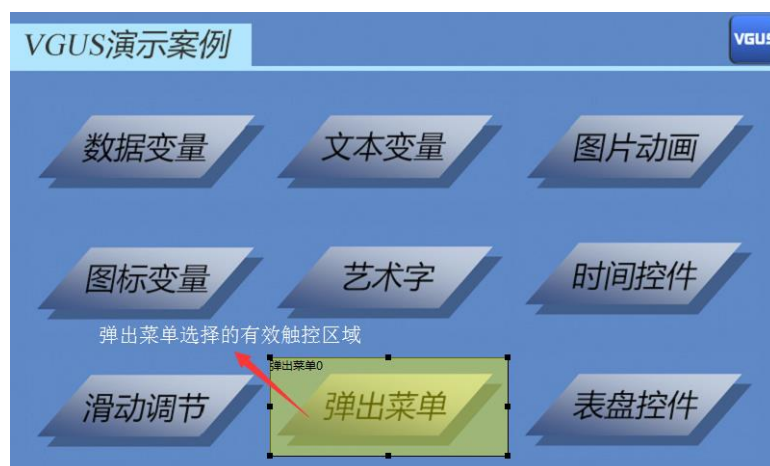 VGUS演示案例
VGUS
数据变量 文本变量 图片动画
图标变量 艺术字 时间控件
弹出菜单选择的有效触控区域
弹出菜单0
滑动调节 弹出菜单 表盘控件